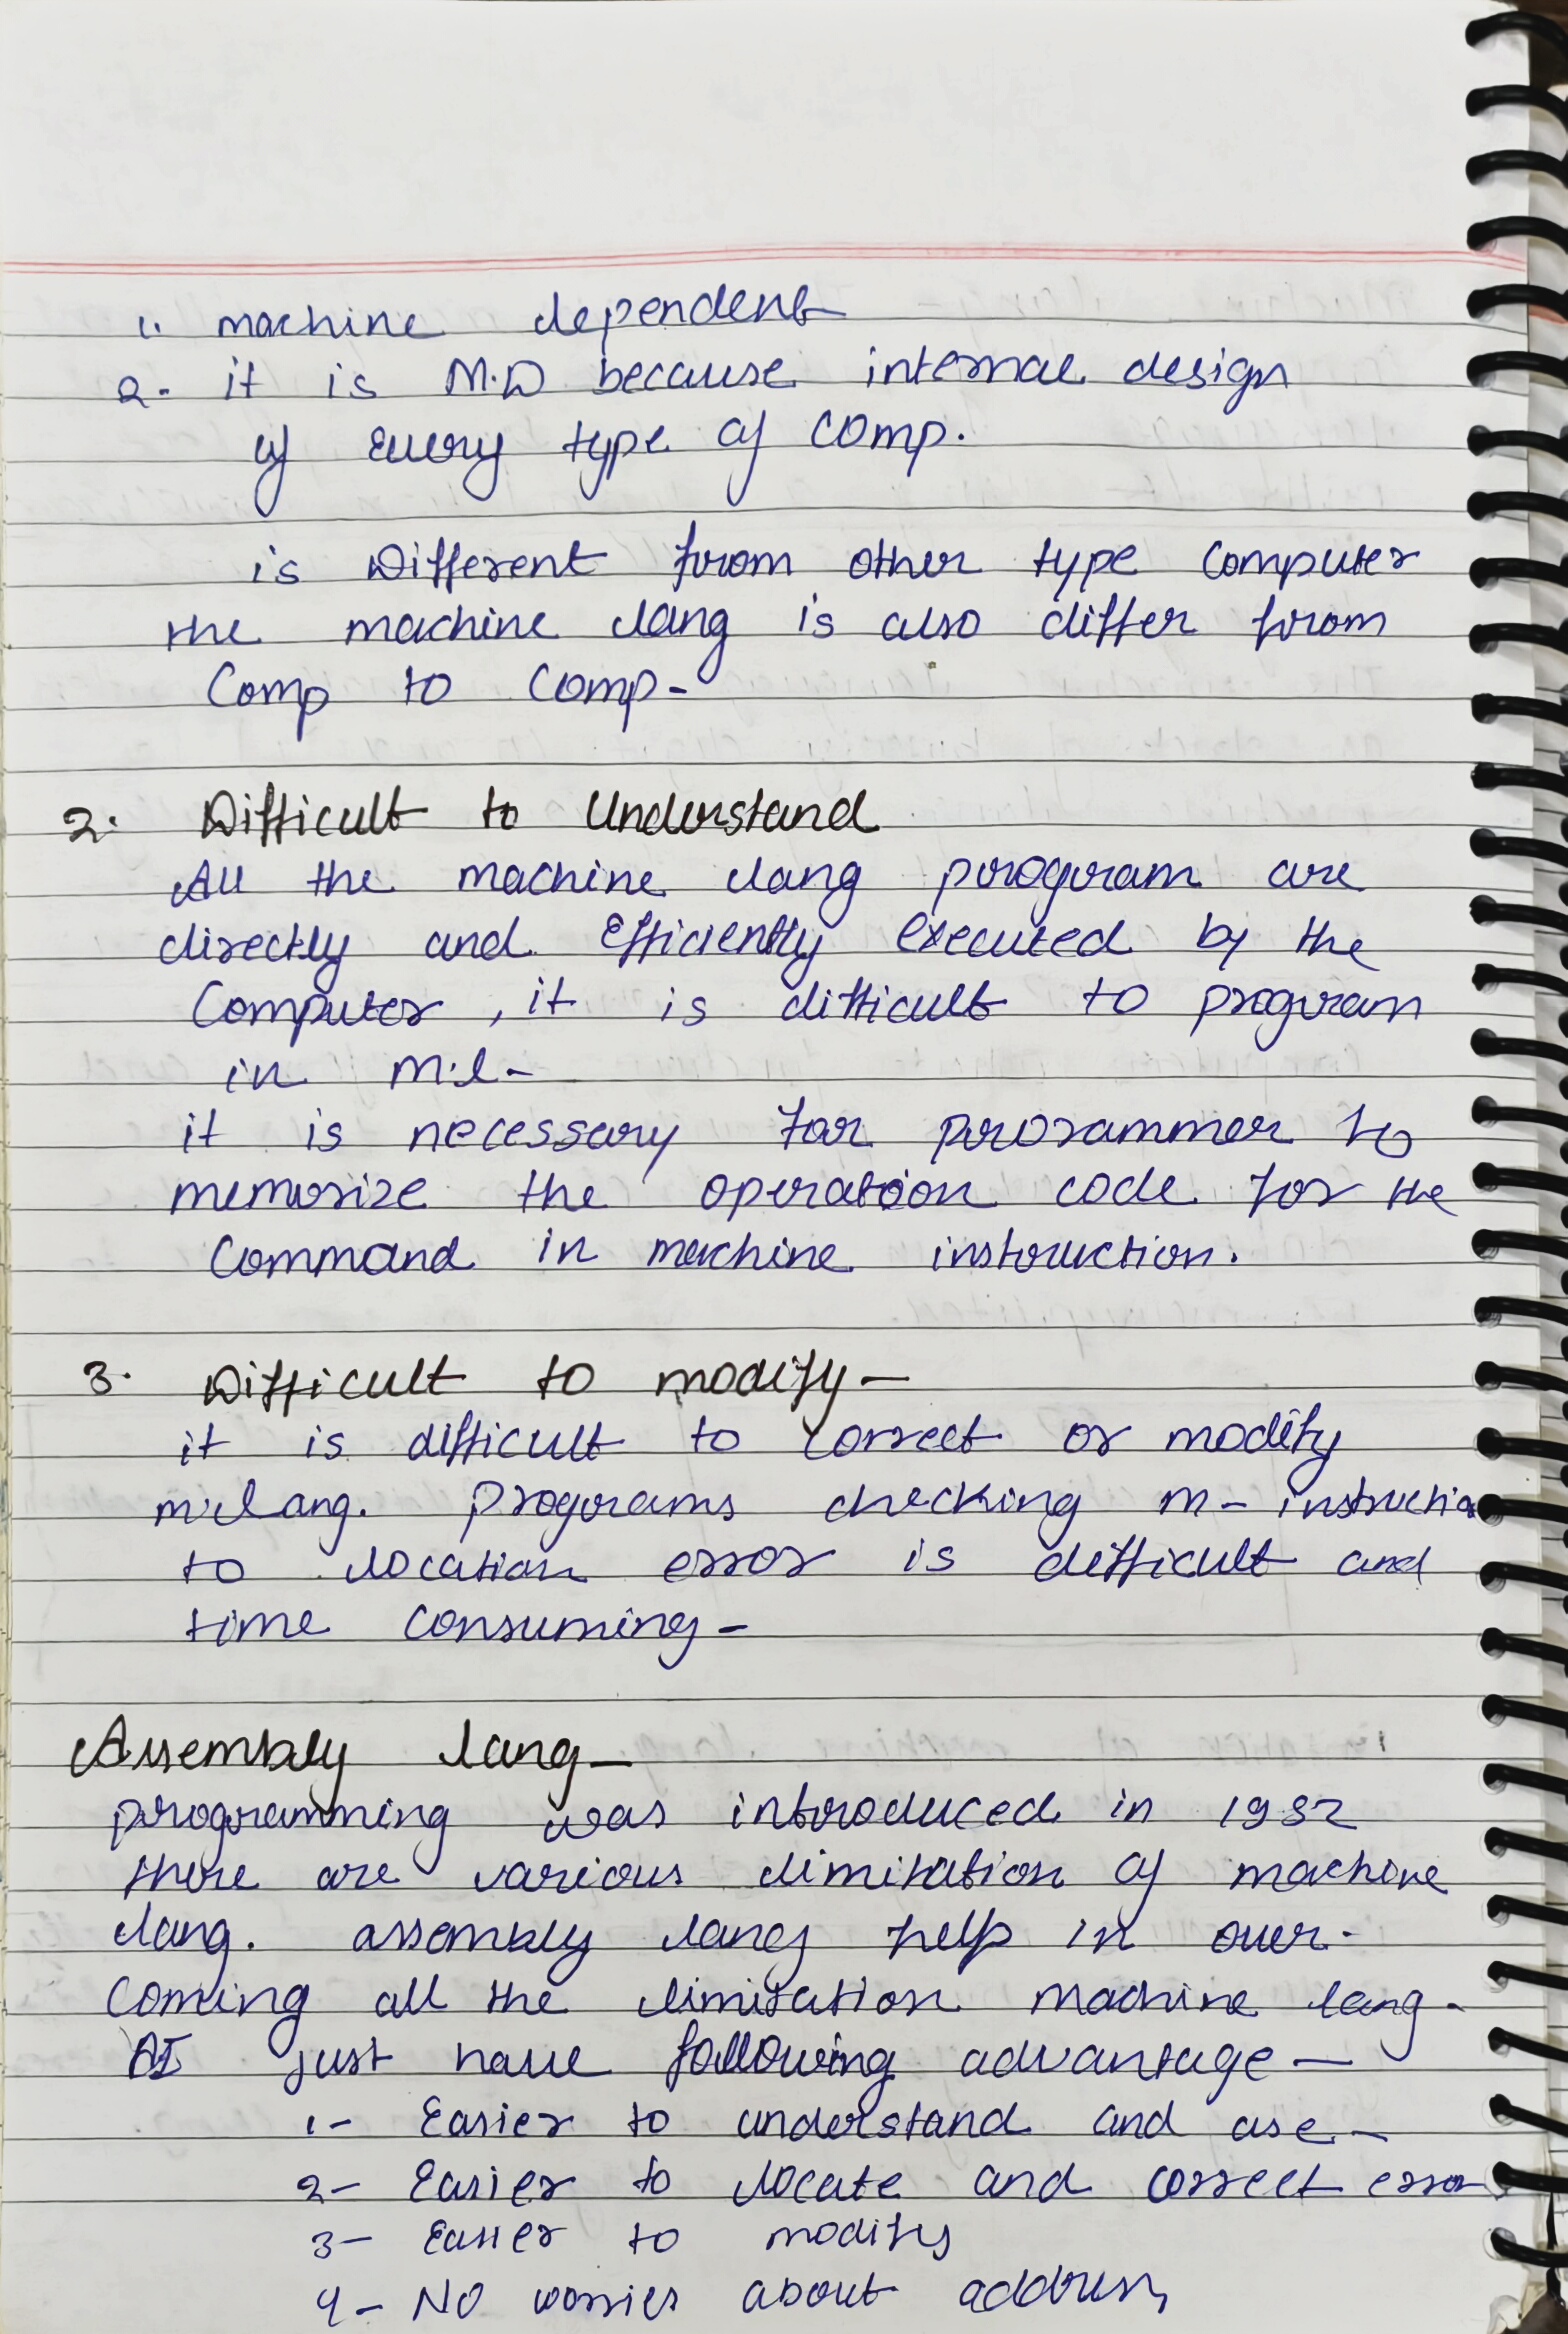 1. machine dependent
2. it is M.D because internal design
of Every type of comp.
is Different from other type computer
the machine lang is also differ from
Comp to Comp-
2. Difficult to Understand
All the machine lang program are
directly and Efficiently executed by the
Computer, it is difficult to program
in m.l-
it is necessary for prorammer to
memorize the operation code for the
Command in machine instruction.
3. Difficult to modify-
it is difficult to correct or modify
m.lang. programs checking m- instructio
to location error is difficult and
time consuming-
Assembly lang-
programming was introduced in 1952
there are various limitation of machine
lang. assembly lang help in over-
coming all the limitation machine lang-
just have following advantage-
1- Easier to understand and use-
2- Easier to locate and correct error
3- Easier to modify
4- NO worries about address